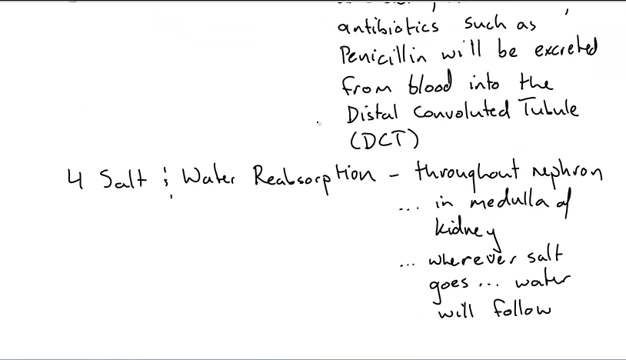 antibiotics such as
Penicillin will be excreted
from blood into the
Distal Convoluted Tubule
(DCT)
4 Salt & Water Reabsorption - throughout nephron
... in medulla of
kidney
... wherever salt
goes ... water
will follow